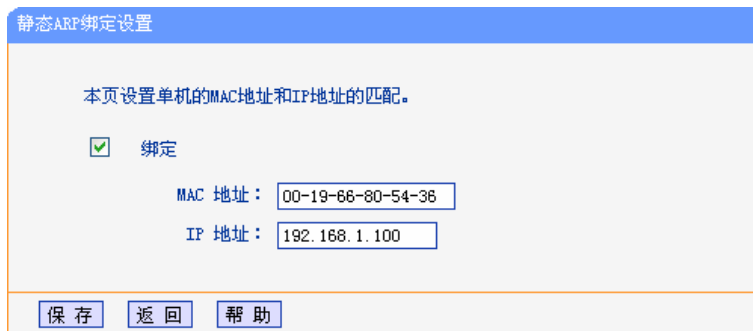 静态ARP绑定设置
本页设置单机的MAC地址和IP地址的匹配。
绑定
MAC 地址： 00-19-66-80-54-36
IP 地址： 192.168.1.100
保 存 返 回 帮 助